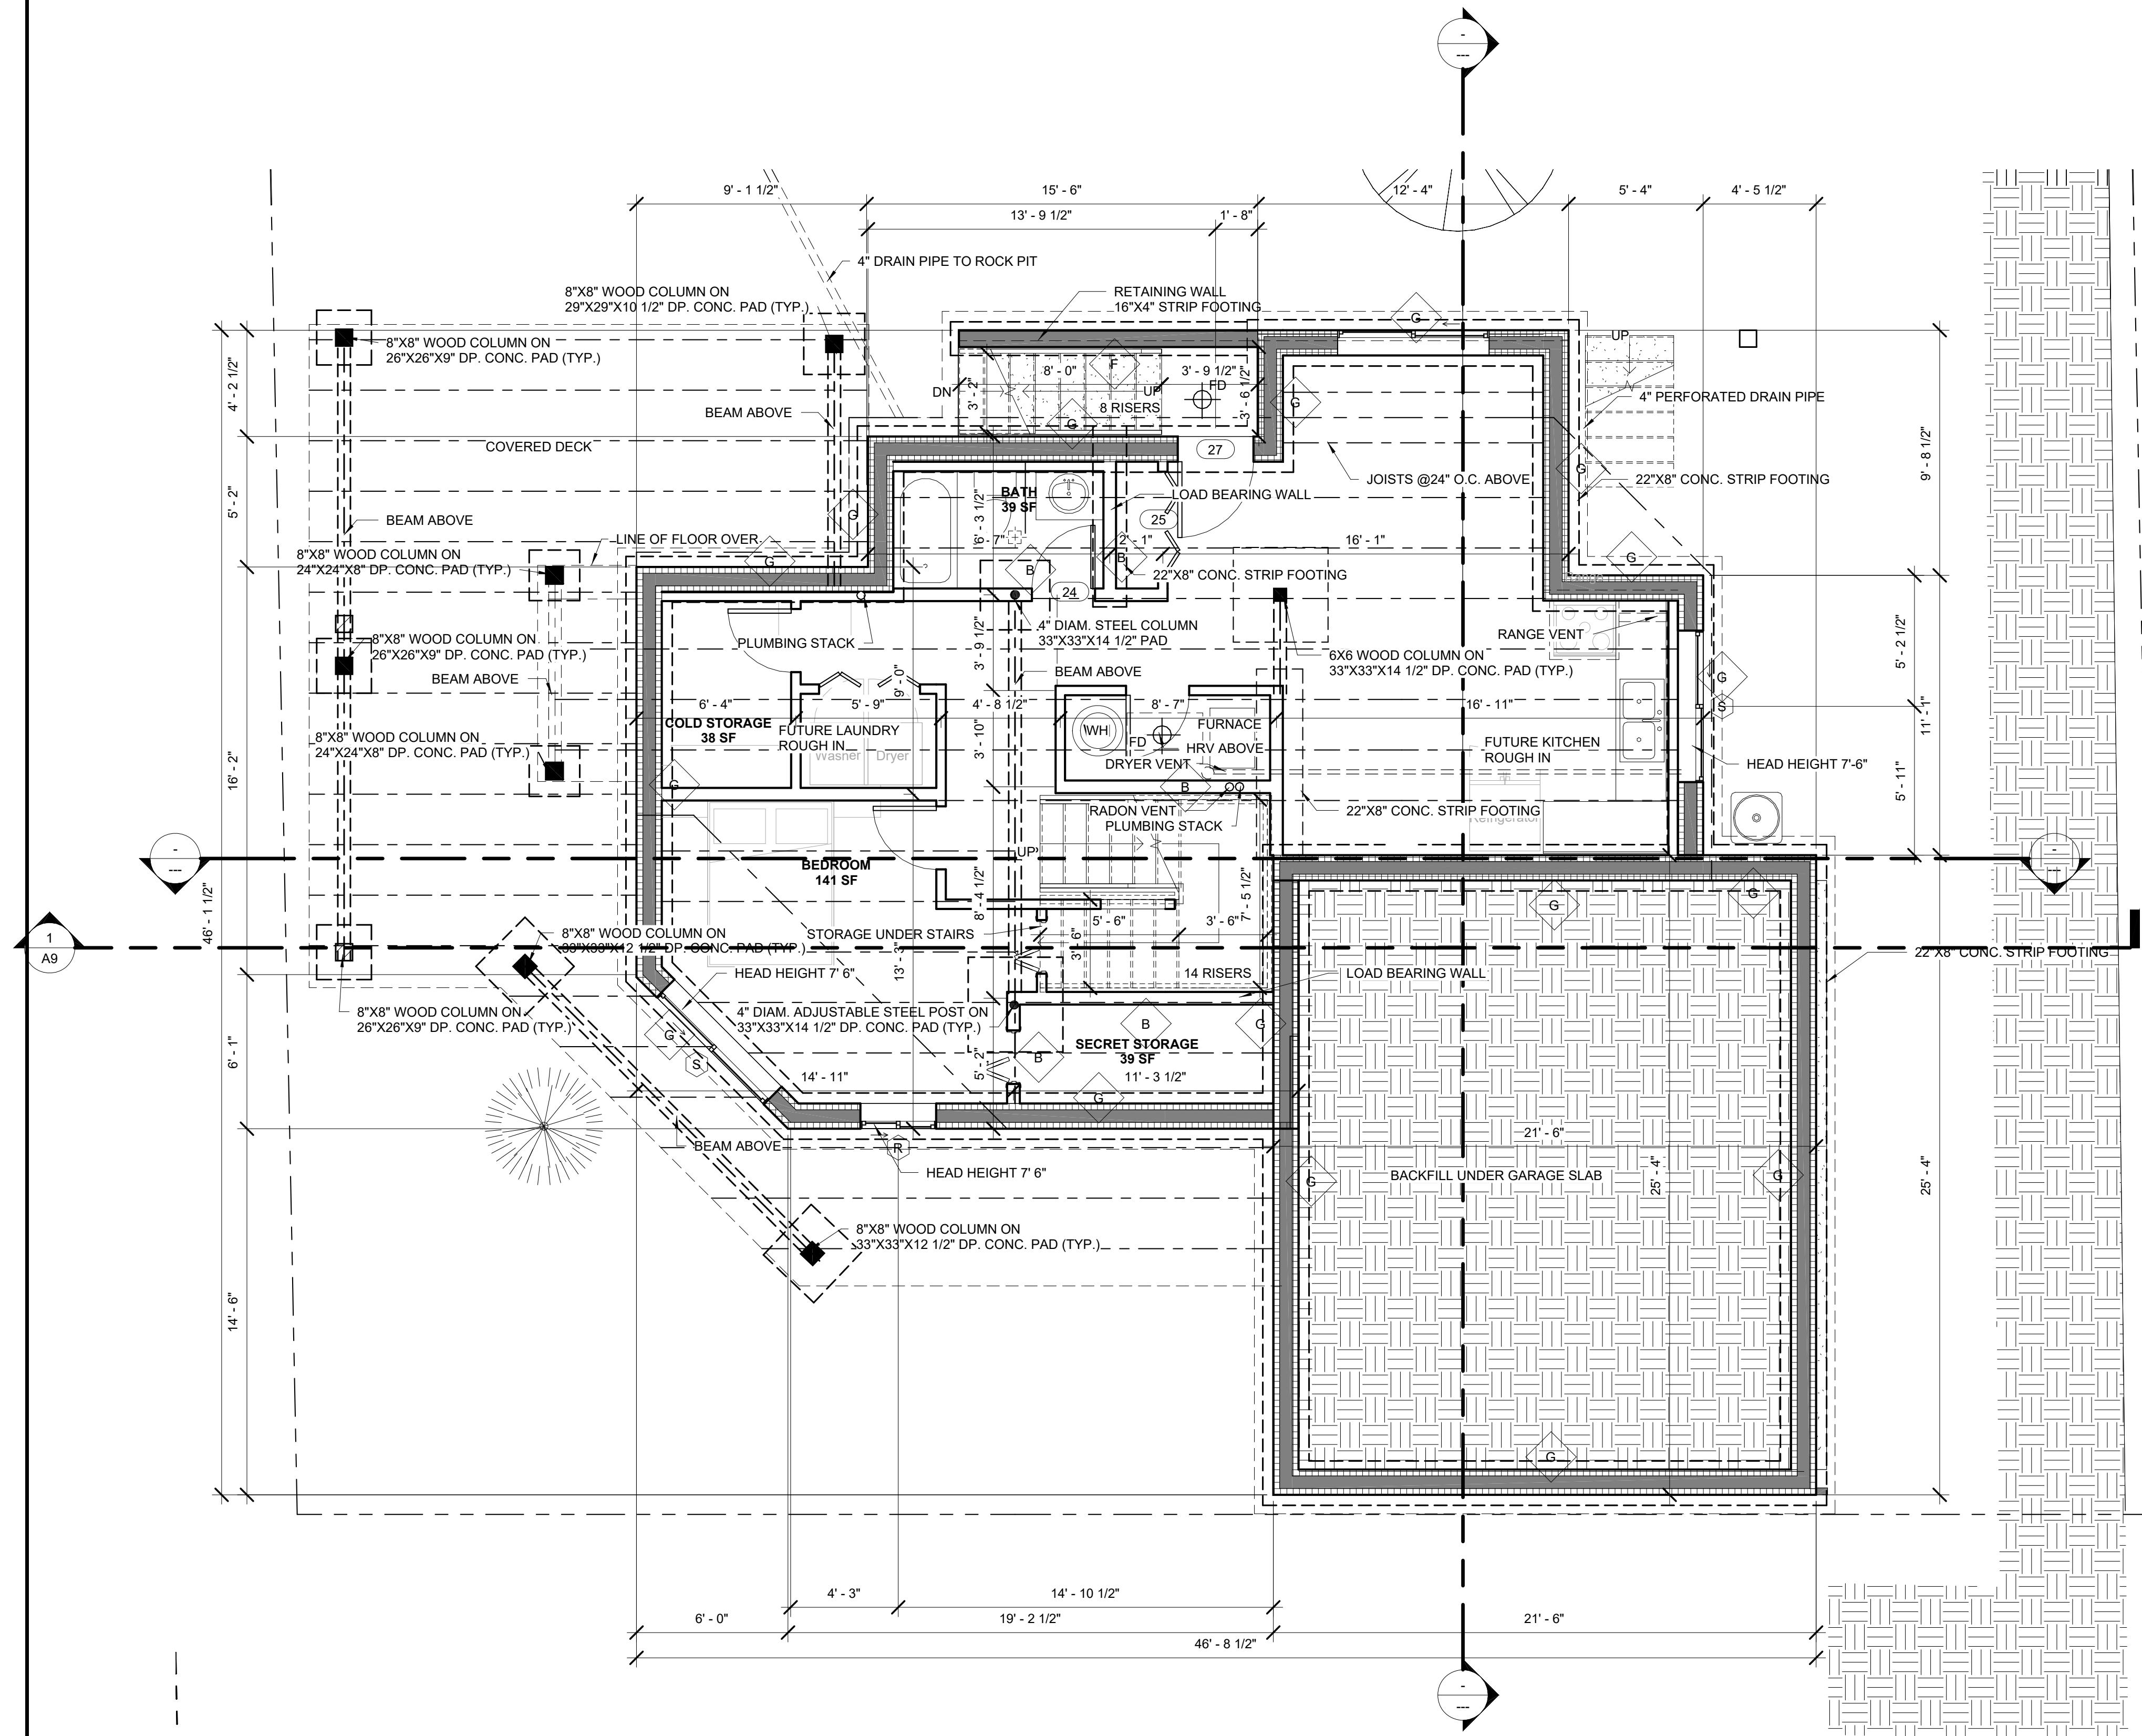 -
---
9' - 1 1/2"
15' - 6"
12' - 4"
5' - 4"
4' - 5 1/2"
13' - 9 1/2"
1' - 8"
4" DRAIN PIPE TO ROCK PIT
8"X8" WOOD COLUMN ON
29"X29"X10 1/2" DP. CONC. PAD (TYP.)
RETAINING WALL
16"X4" STRIP FOOTING
G
UP
8"X8" WOOD COLUMN ON
26"X26"X9" DP. CONC. PAD (TYP.)
4' - 2 1/2"
F
8' - 0"
3' - 9 1/2"
FD
DN
3' - 2"
UP
8 RISERS
3' - 6 1/2"
G
G
4" PERFORATED DRAIN PIPE
BEAM ABOVE
COVERED DECK
27
9' - 8 1/2"
G
JOISTS @24" O.C. ABOVE
22"X8" CONC. STRIP FOOTING
BATH
39 SF
LOAD BEARING WALL
5' - 2"
6' - 3 1/2"
G
25
BEAM ABOVE
LINE OF FLOOR OVER
6' - 7"
2' - 1"
16' - 1"
8"X8" WOOD COLUMN ON
24"X24"X8" DP. CONC. PAD (TYP.)
G
B
B
G
22"X8" CONC. STRIP FOOTING
Range
24
8"X8" WOOD COLUMN ON
26"X26"X9" DP. CONC. PAD (TYP.)
PLUMBING STACK
4" DIAM. STEEL COLUMN
33"X33"X14 1/2" PAD
RANGE VENT
5' - 2 1/2"
3' - 9 1/2"
6X6 WOOD COLUMN ON
33"X33"X14 1/2" DP. CONC. PAD (TYP.)
BEAM ABOVE
BEAM ABOVE
9' - 0"
G
6' - 4"
5' - 9"
4' - 8 1/2"
8' - 7"
16' - 11"
S
11' - 1"
COLD STORAGE
38 SF
FUTURE LAUNDRY
ROUGH IN
WH
FURNACE
8"X8" WOOD COLUMN ON
24"X24"X8" DP. CONC. PAD (TYP.)
FD
HRV ABOVE
FUTURE KITCHEN
ROUGH IN
3' - 10"
Washer
Dryer
DRYER VENT
HEAD HEIGHT 7'-6"
16' - 2"
5' - 11"
G
B
RADON VENT
PLUMBING STACK
22"X8" CONC. STRIP FOOTING
Refrigerator
UP
-
---
-
---
BEDROOM
141 SF
8' - 4 1/2"
G
G
46' - 1 1/2"
5' - 6"
3' - 6"
7' - 5 1/2"
8"X8" WOOD COLUMN ON
33"X33"X12 1/2" DP. CONC. PAD (TYP.)
STORAGE UNDER STAIRS
3' 6"
1
A9
22"X8" CONC. STRIP FOOTING
13' - 3"
HEAD HEIGHT 7' 6"
14 RISERS
LOAD BEARING WALL
8"X8" WOOD COLUMN ON
26"X26"X9" DP. CONC. PAD (TYP.)
4" DIAM. ADJUSTABLE STEEL POST ON
33"X33"X14 1/2" DP. CONC. PAD (TYP.)
G
B
G
6' - 1"
SECRET STORAGE
39 SF
S
B
5' - 2"
14' - 11"
11' - 3 1/2"
G
BEAM ABOVE
R
HEAD HEIGHT 7' 6"
21' - 6"
BACKFILL UNDER GARAGE SLAB
G
G
25' - 4"
25' - 4"
8"X8" WOOD COLUMN ON
33"X33"X12 1/2" DP. CONC. PAD (TYP.)
14' - 6"
G
4' - 3"
14' - 10 1/2"
6' - 0"
19' - 2 1/2"
21' - 6"
46' - 8 1/2"
-
---